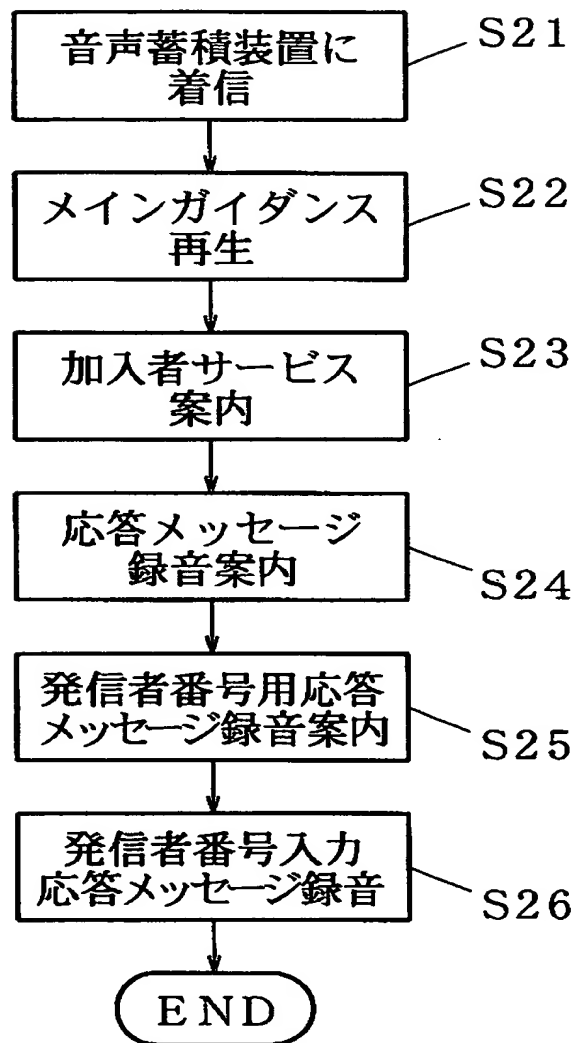 音声蓄積装置に
着信
S21
メインガイダンス
再生
S22
加入者サービス
案内
S23
応答メッセージ
録音案内
S24
発信者番号用応答
メッセージ録音案内
S25
発信者番号入力
応答メッセージ録音
S26
END